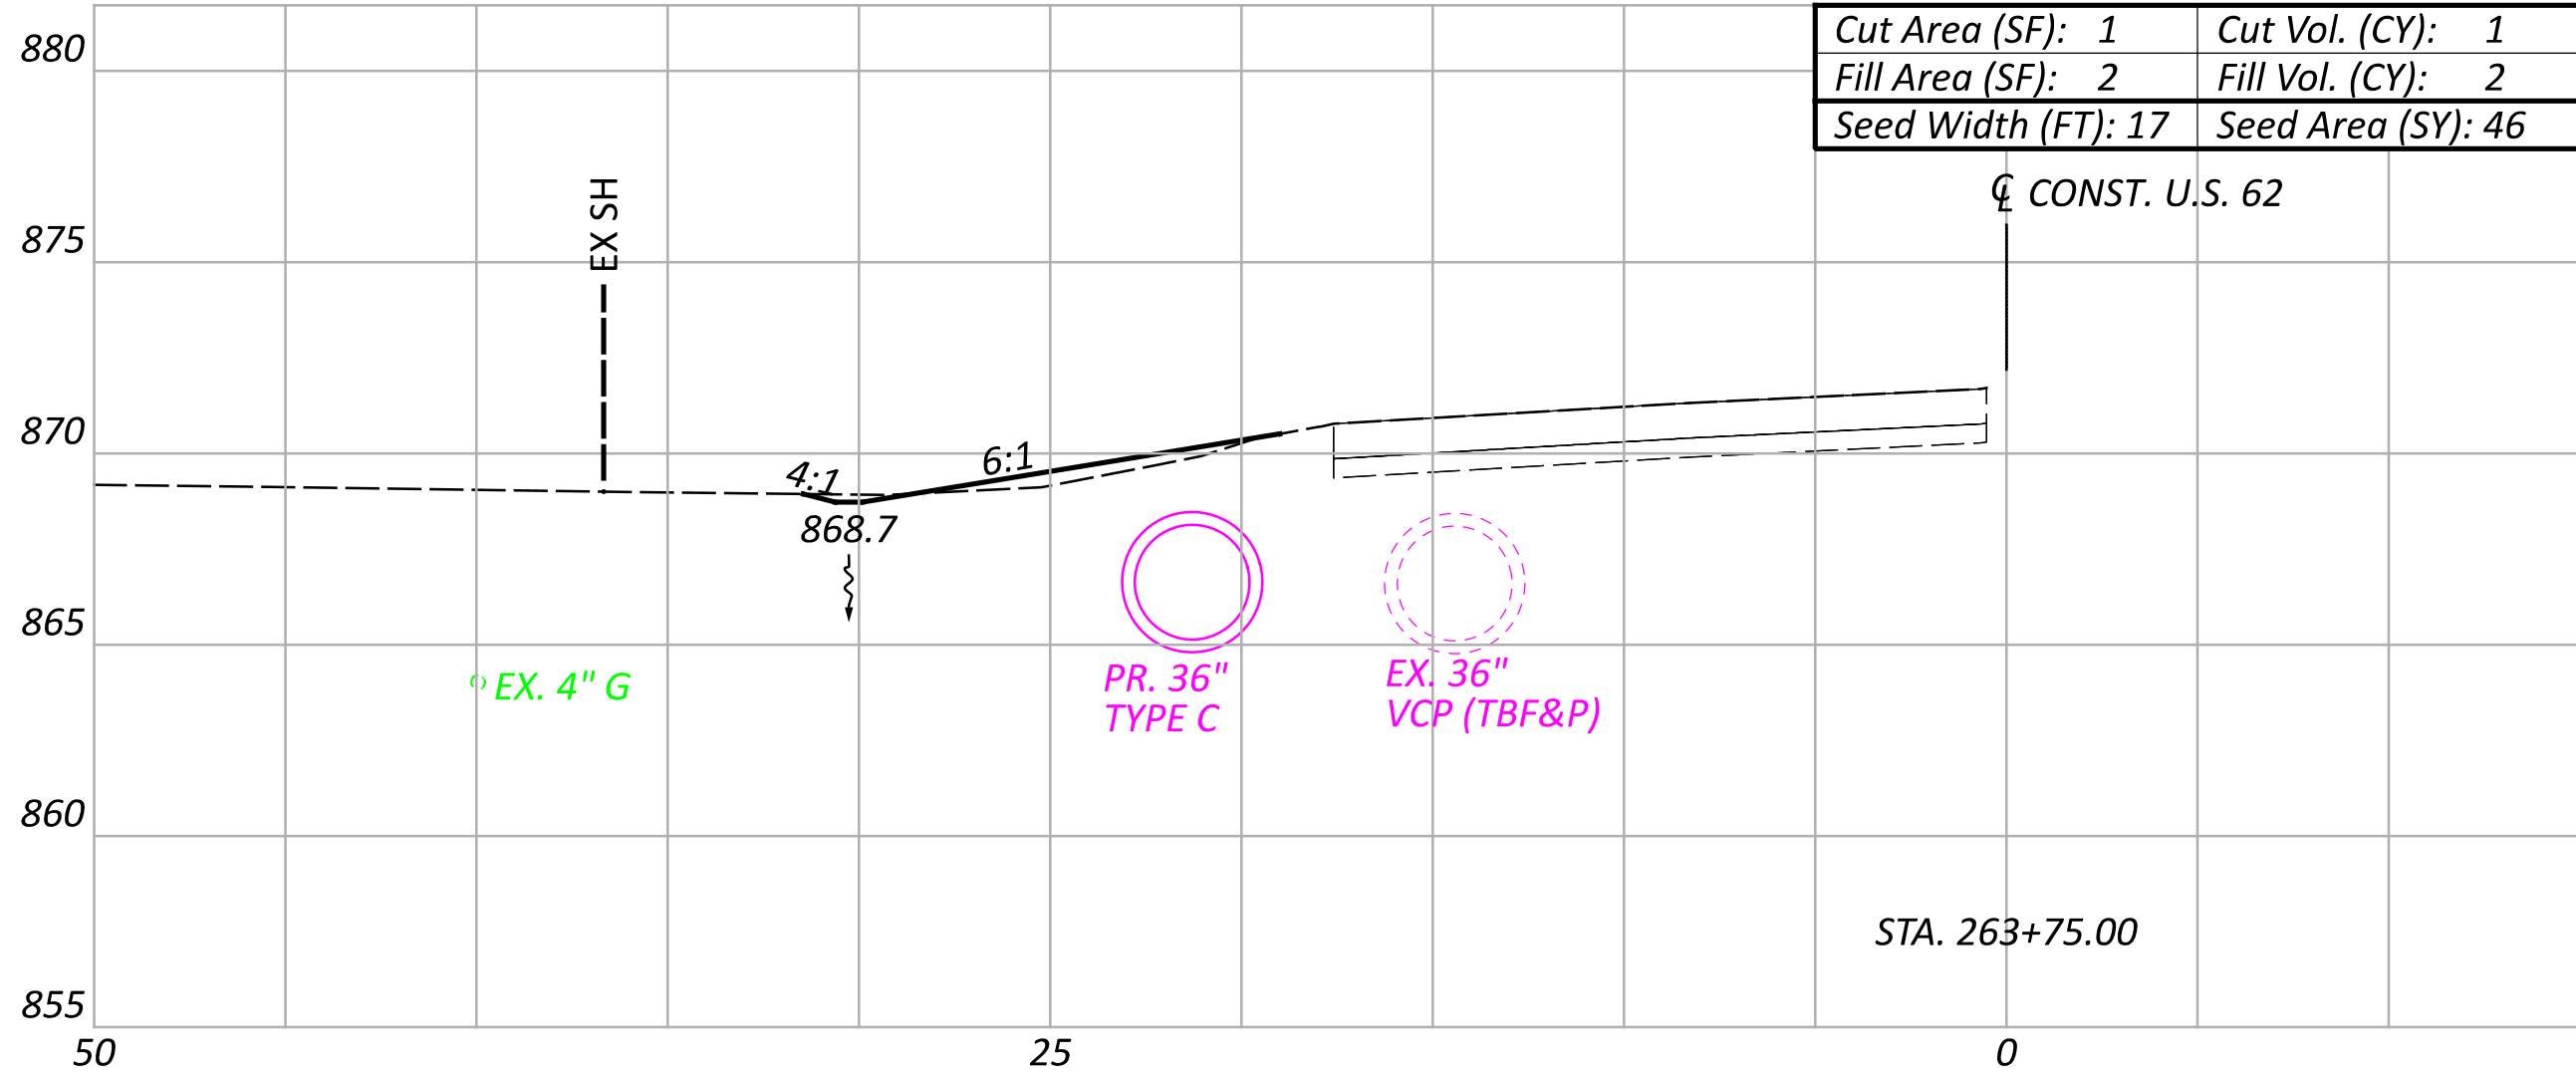 Cut Area (SF): 1 Cut Vol. (CY): 1
880
Fill Area (SF): 2 Fill Vol. (CY): 2
Seed Width (FT): 17 Seed Area (SY): 46
EX SH
℄ CONST. U.S. 62
875
870
4:1
6:1
868.7
865
EX. 4" G
PR. 36"
TYPE C
EX. 36"
VCP (TBF&P)
860
STA. 263+75.00
855
50 25 0